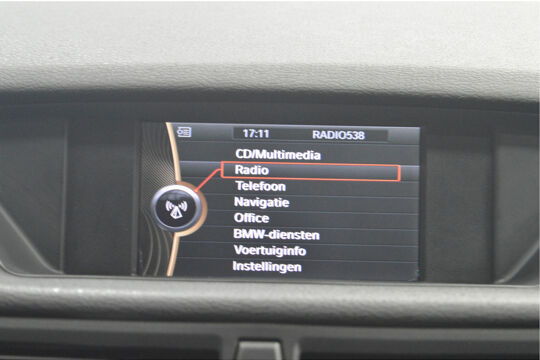 17:11 RADIO538
CD/Multimedia
Radio
Telefoon
Navigatie
Office
BMW-diensten
Voertuiginfo
Instellingen